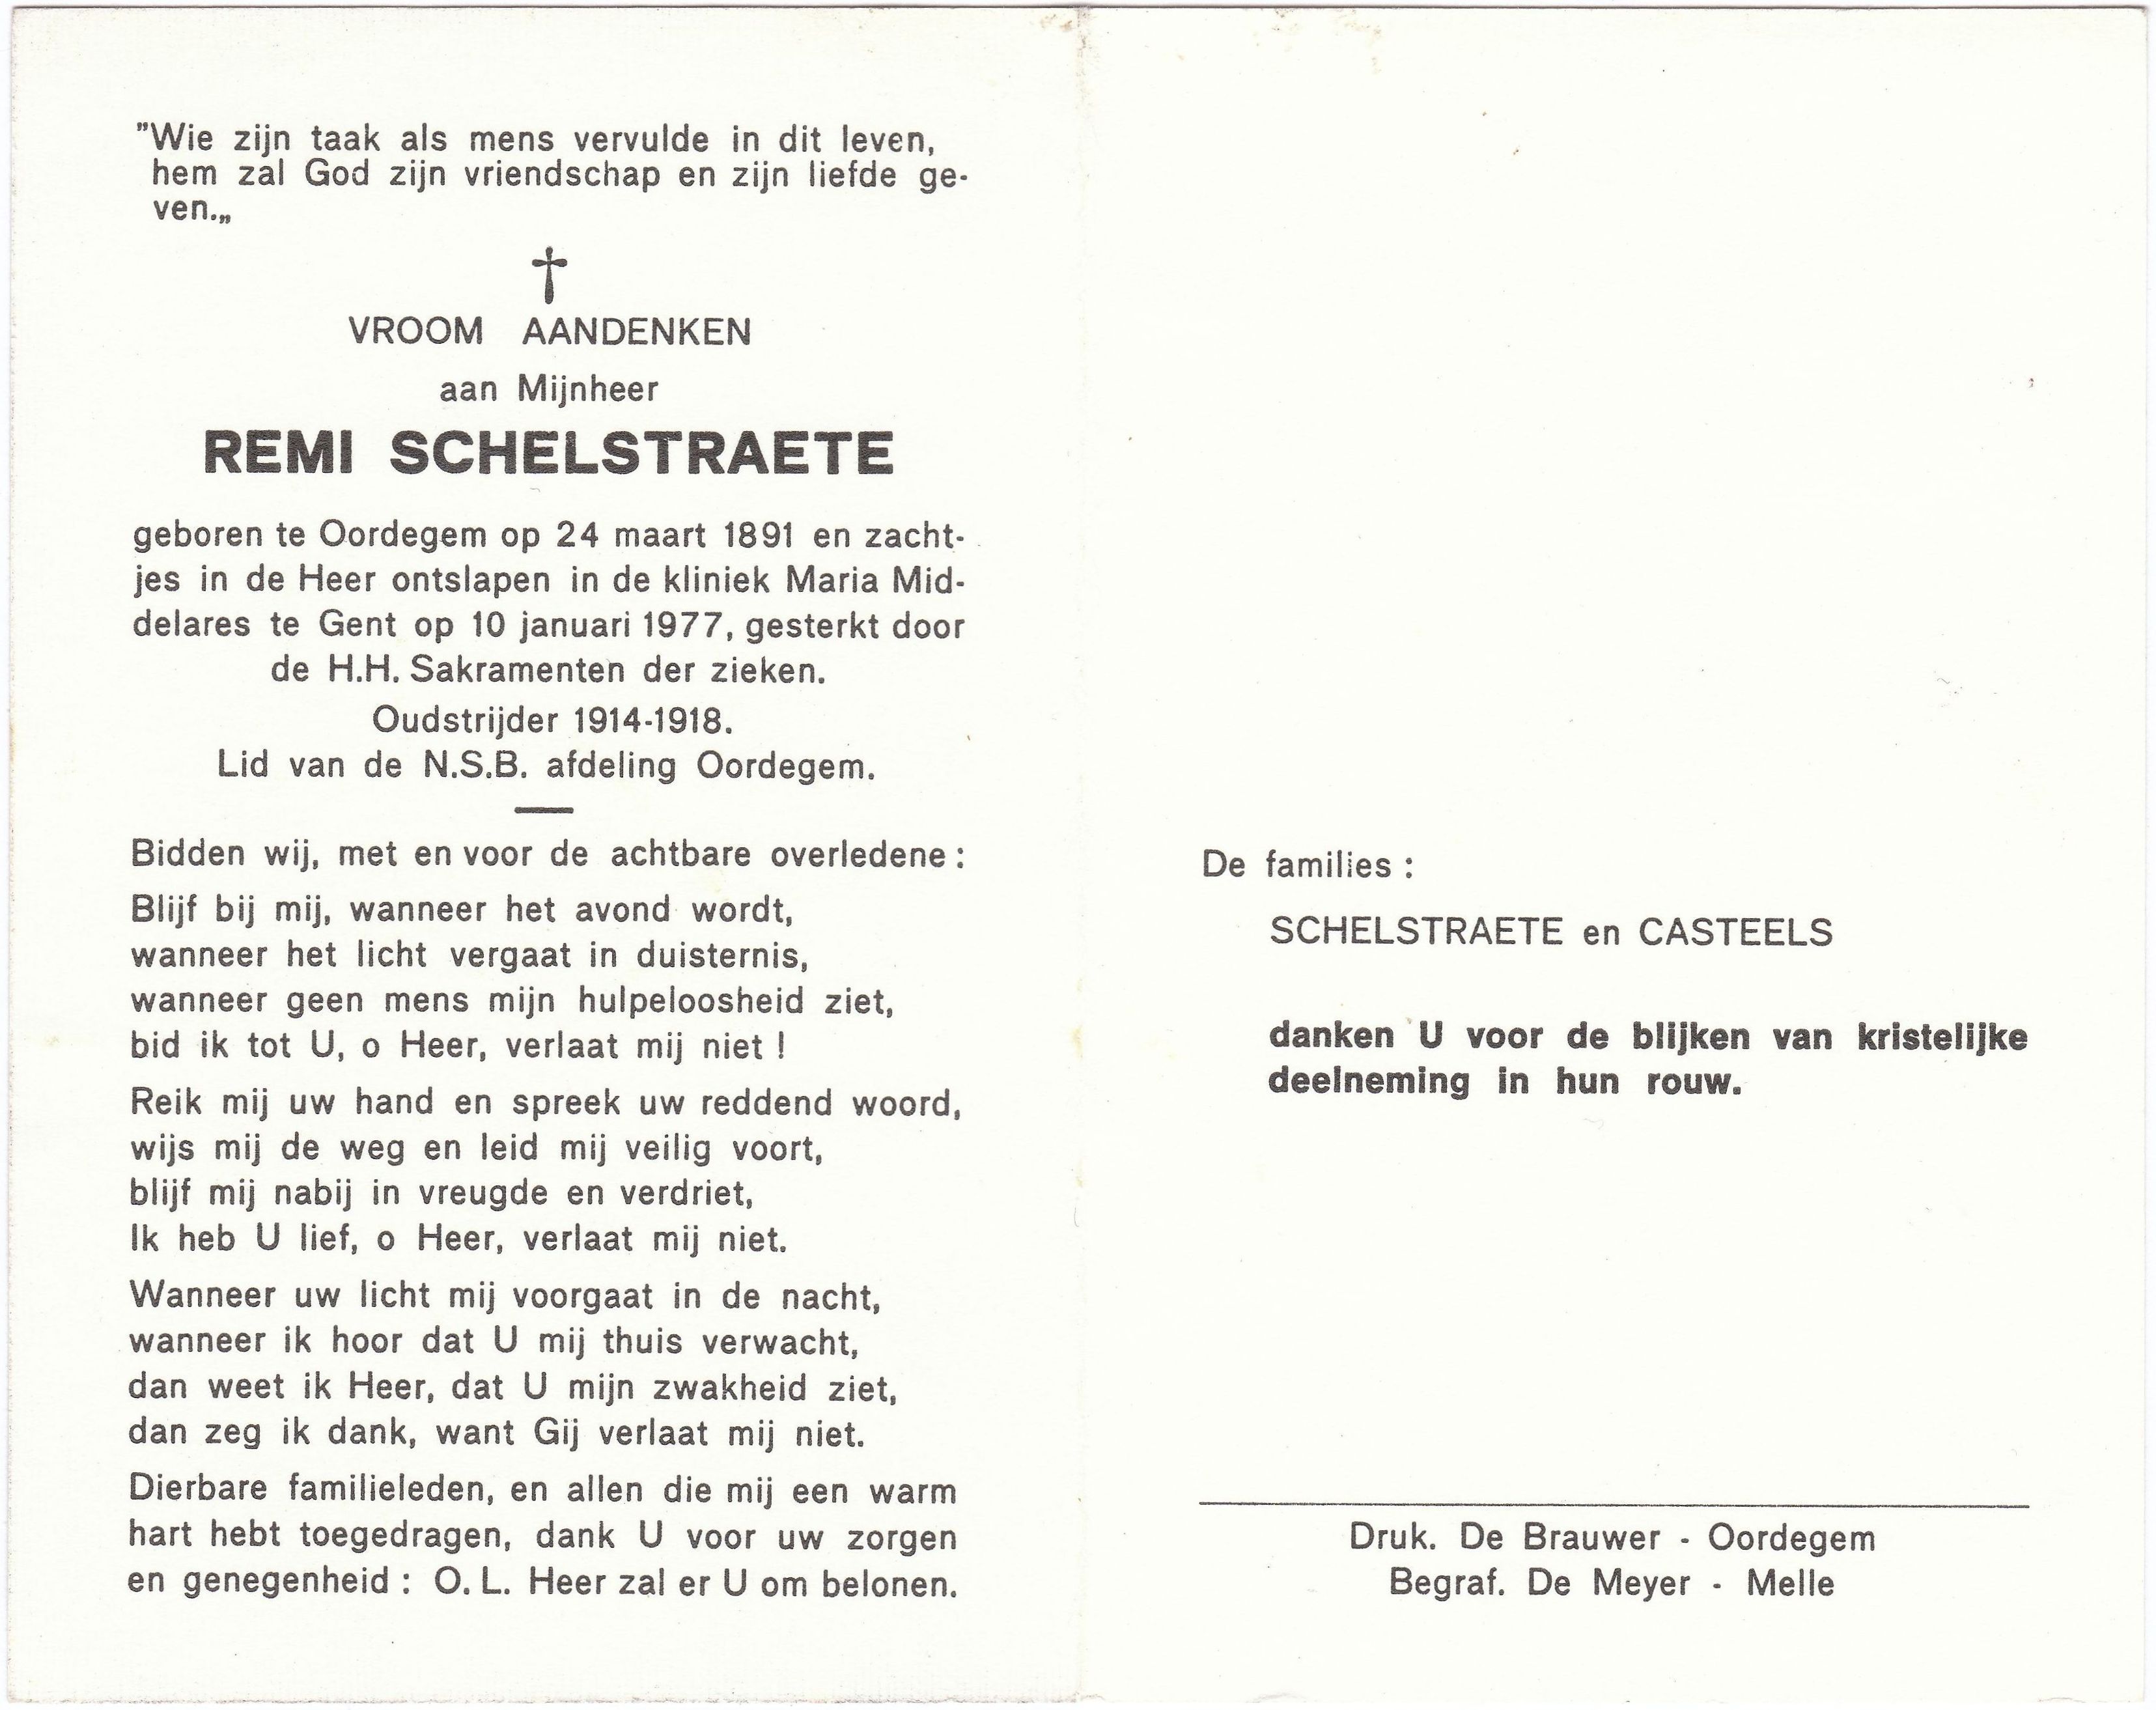 "Wie zijn taak als mens vervulde in dit leven,
hem zal God zijn vriendschap en zijn liefde ge-
ven.„
†
VROOM AANDENKEN
aan Mijnheer
REMI SCHELSTRAETE
geboren te Oordegem op 24 maart 1891 en zacht-
jes in de Heer ontslapen in de kliniek Maria Mid-
delares te Gent op 10 januari 1977, gesterkt door
de H.H. Sakramenten der zieken.
Oudstrijder 1914-1918.
Lid van de N.S.B. afdeling Oordegem.
Bidden wij, met en voor de achtbare overledene :
Blijf bij mij, wanneer het avond wordt,
wanneer het licht vergaat in duisternis,
wanneer geen mens mijn hulpeloosheid ziet,
bid ik tot U, o Heer, verlaat mij niet !
Reik mij uw hand en spreek uw reddend woord,
wijs mij de weg en leid mij veilig voort,
blijf mij nabij in vreugde en verdriet,
Ik heb U lief, o Heer, verlaat mij niet.
Wanneer uw licht mij voorgaat in de nacht,
wanneer ik hoor dat U mij thuis verwacht,
dan weet ik Heer, dat U mijn zwakheid ziet,
dan zeg ik dank, want Gij verlaat mij niet.
Dierbare familieleden, en allen die mij een warm
hart hebt toegedragen, dank U voor uw zorgen
en genegenheid : O. L. Heer zal er U om belonen.
De families :
SCHELSTRAETE en CASTEELS
danken U voor de blijken van kristelijke
deelneming in hun rouw.
Druk. De Brauwer - Oordegem
Begraf. De Meyer - Melle